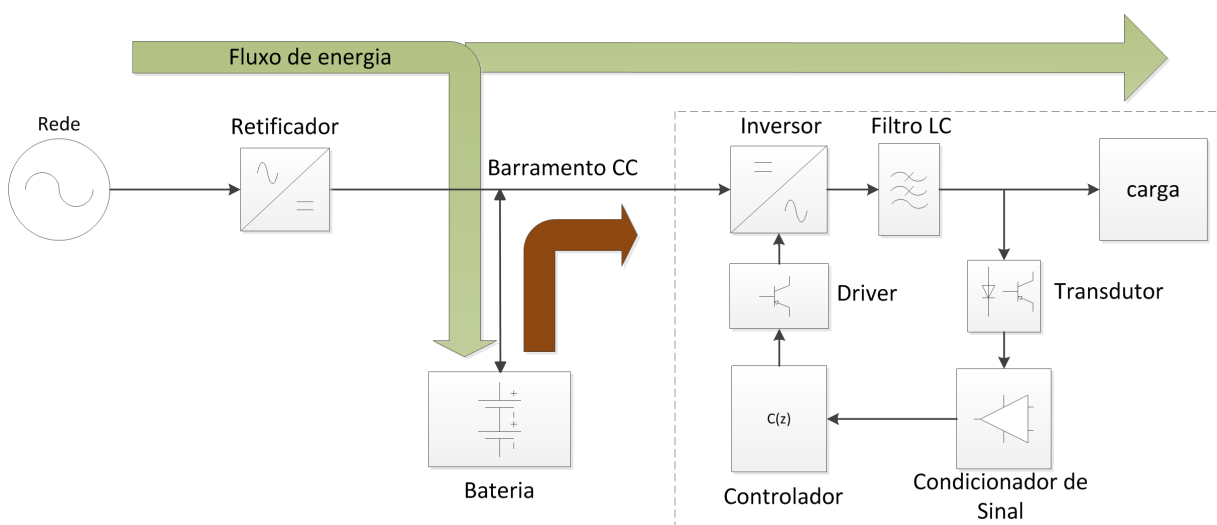 Fluxo de energia
Rede
Retificador
Barramento CC
Inversor
Filtro LC
carga
Driver
Transdutor
C(z)
Bateria
Controlador
Condicionador de
Sinal